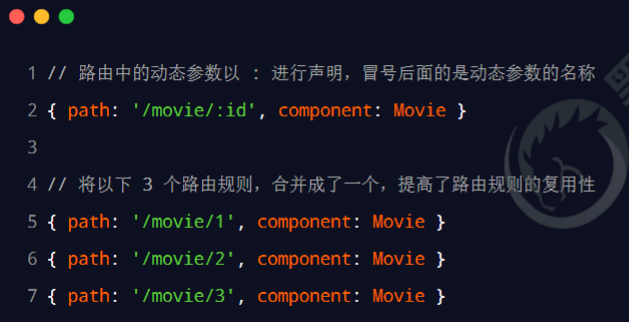 1 // 路由中的动态参数以 : 进行声明，冒号后面的是动态参数的名称
2 { path: '/movie/:id', component: Movie }
3
4 // 将以下 3 个路由规则，合并成了一个，提高了路由规则的复用性
5 { path: '/movie/1', component: Movie }
6 { path: '/movie/2', component: Movie }
7 { path: '/movie/3', component: Movie }